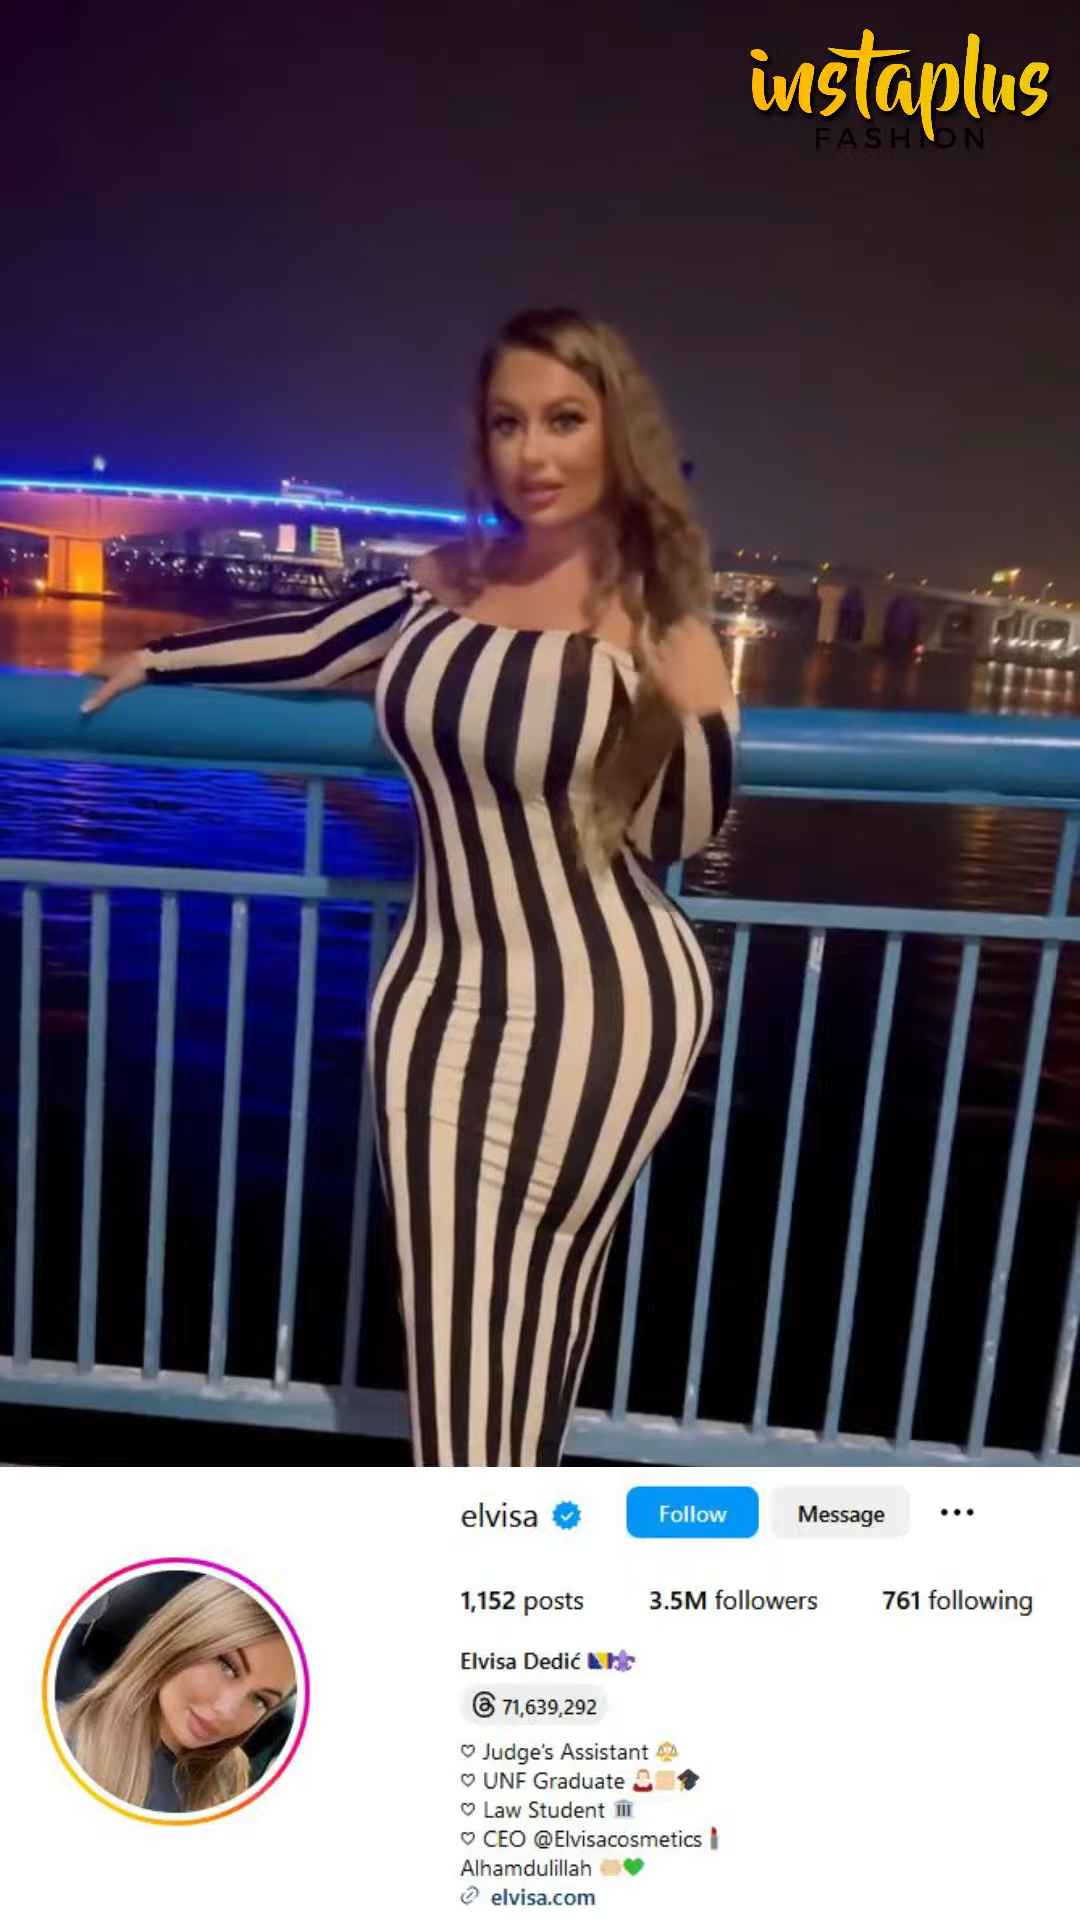 instaplus
FASHION
elvisa
Follow
Message
1,152 posts
3.5M followers
761 following
Elvisa Dedić
71,639,292
♡ Judge's Assistant ⚖️
♡ UNF Graduate 🎓
♡ Law Student 🏛️
♡ CEO @Elvisacosmetics 💄
Alhamdulillah 🤲🏼💚
elvisa.com